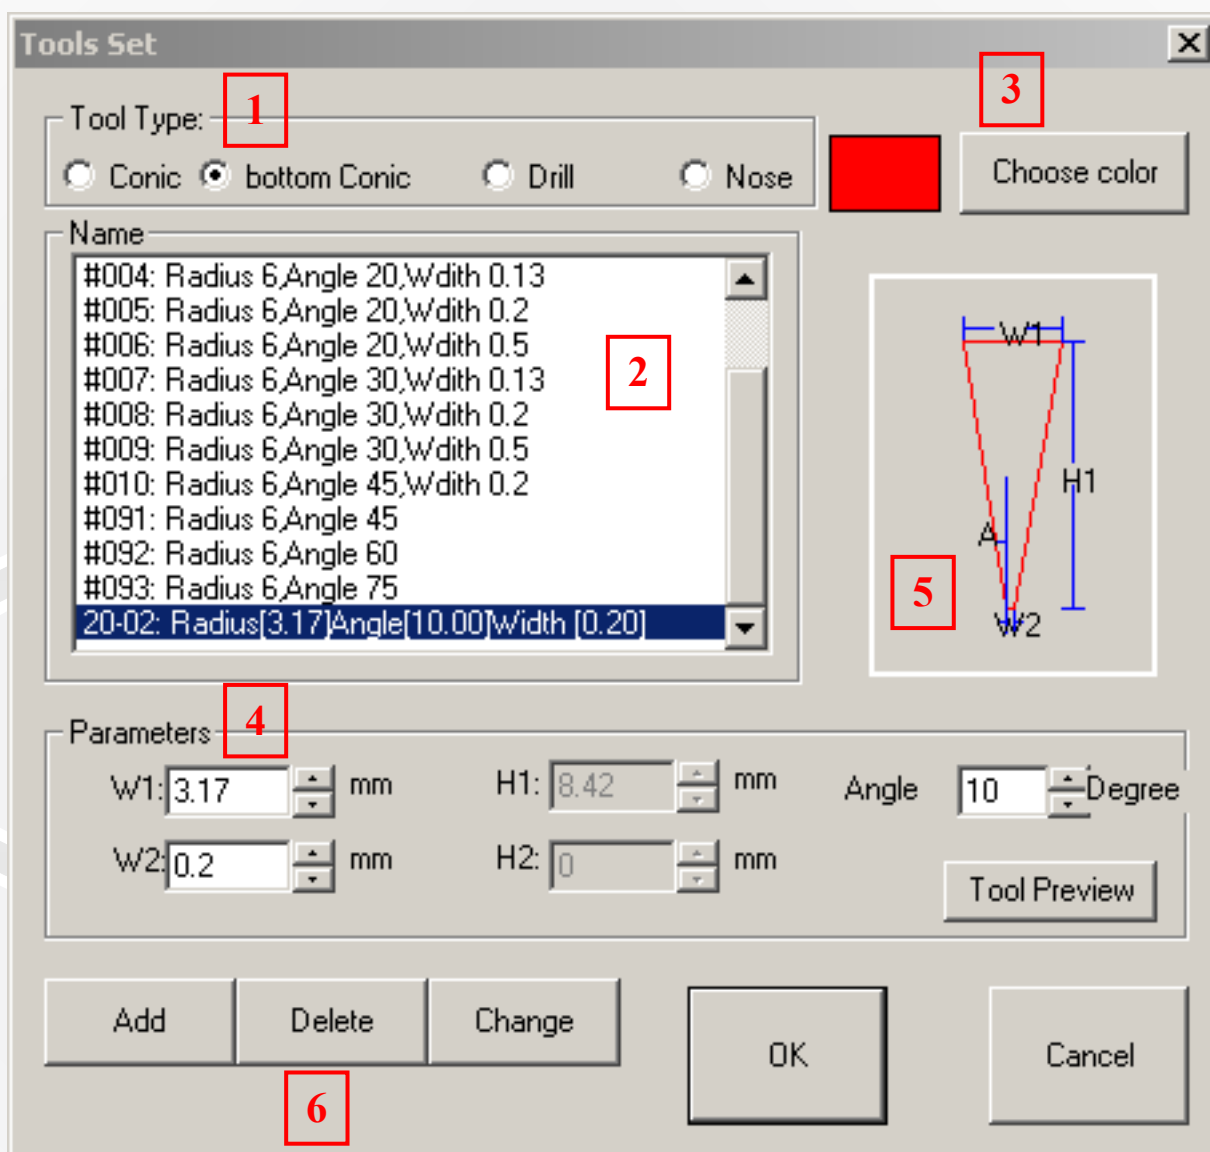 Tools Set
1
3
Tool Type:
Conic bottom Conic Drill Nose
Choose color
Name
#004: Radius 6,Angle 20,Wdith 0.13
#005: Radius 6,Angle 20,Wdith 0.2
#006: Radius 6,Angle 20,Wdith 0.5
#007: Radius 6,Angle 30,Wdith 0.13
#008: Radius 6,Angle 30,Wdith 0.2
#009: Radius 6,Angle 30,Wdith 0.5
#010: Radius 6,Angle 45,Wdith 0.2
#091: Radius 6,Angle 45
#092: Radius 6,Angle 60
#093: Radius 6,Angle 75
20-02: Radius[3.17]Angle[10.00]Width [0.20]
2
W1
H1
A
5
W2
4
Parameters
W1: 3.17 mm H1: 8.42 mm Angle 10 Degree
W2: 0.2 mm H2: 0 mm
Tool Preview
Add Delete Change
OK Cancel
6